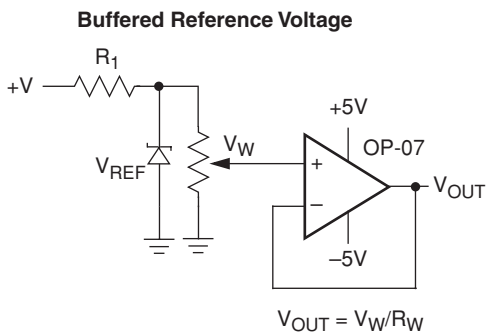 Buffered Reference Voltage
R1
+V
+5V
VW
OP-07
VREF
+
VOUT
–
–5V
VOUT = VW/RW